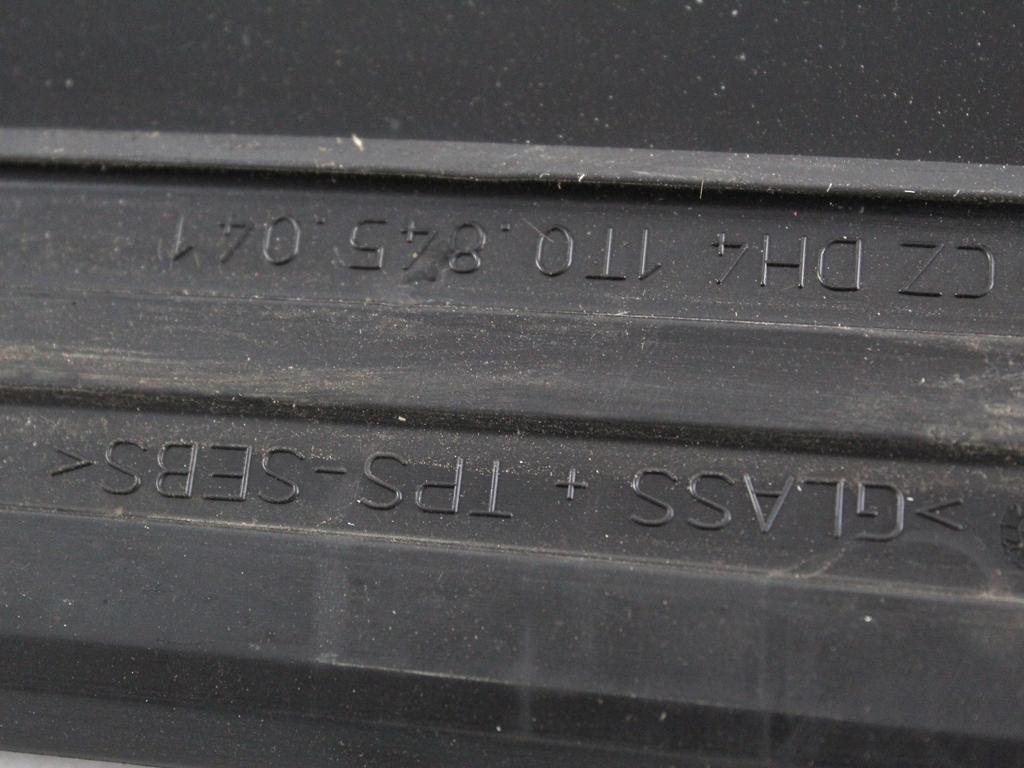 >GLASS + TPS-SEBS<
CZ DH4 1T0.845.041